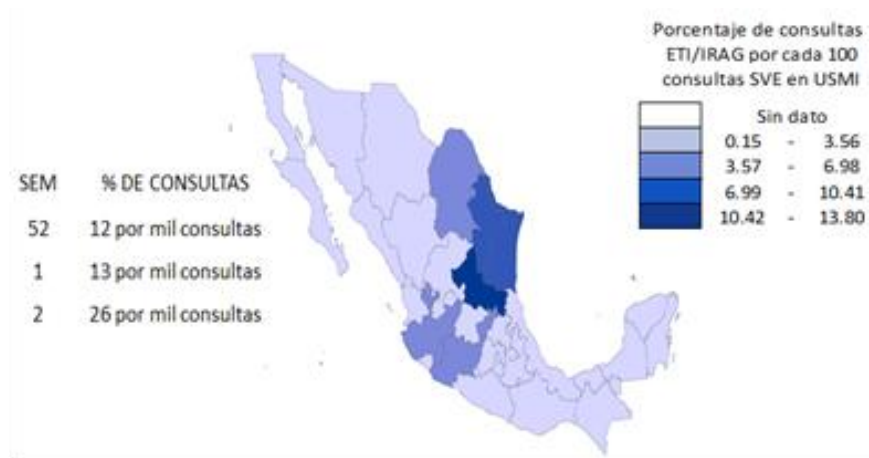 Porcentaje de consultas
ETI/IRAG por cada 100
consultas SVE en USMI
Sin dato
0.15 - 3.56
3.57 - 6.98
6.99 - 10.41
10.42 - 13.80
SEM % DE CONSULTAS
52 12 por mil consultas
1 13 por mil consultas
2 26 por mil consultas